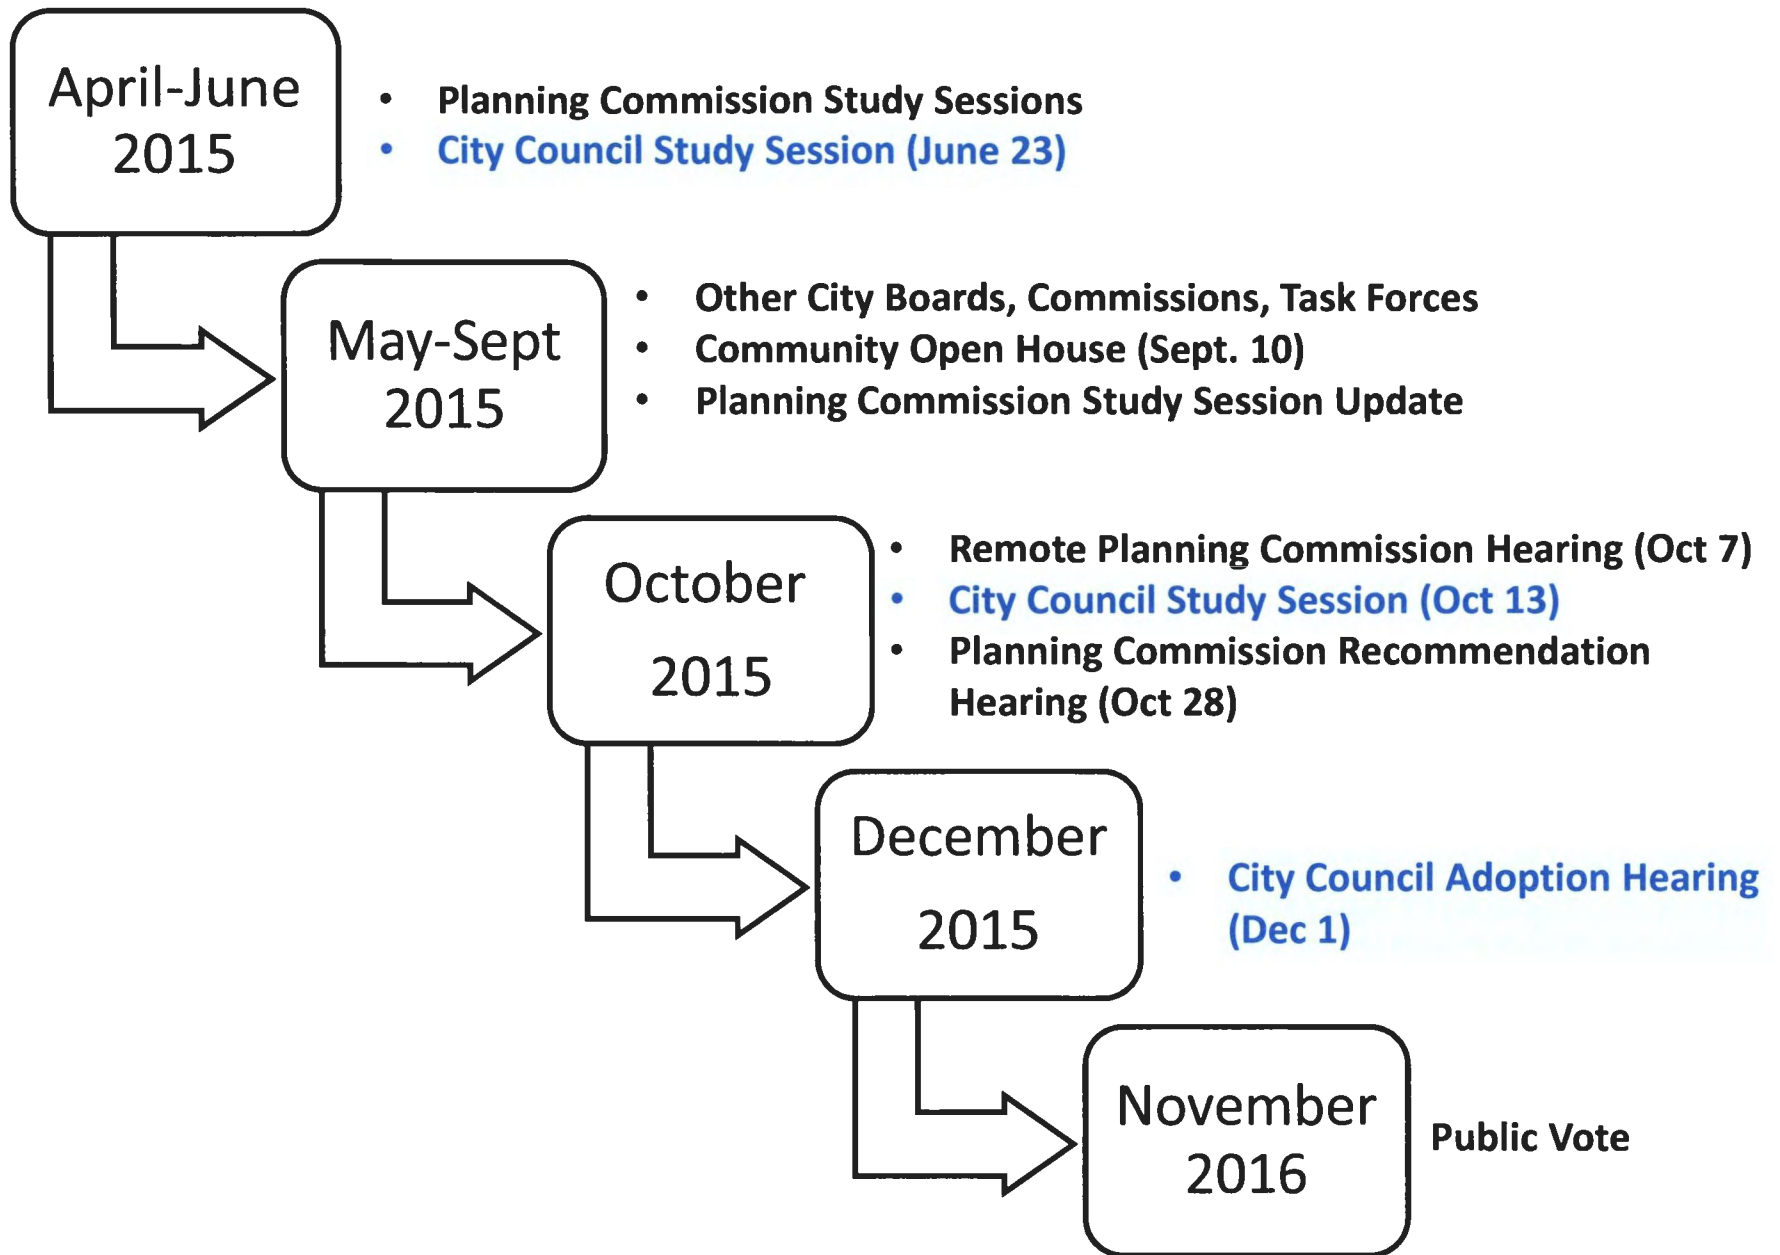 April-June
2015
• Planning Commission Study Sessions
• City Council Study Session (June 23)
May-Sept
2015
• Other City Boards, Commissions, Task Forces
• Community Open House (Sept. 10)
• Planning Commission Study Session Update
October
2015
• Remote Planning Commission Hearing (Oct 7)
• City Council Study Session (Oct 13)
• Planning Commission Recommendation
Hearing (Oct 28)
December
2015
• City Council Adoption Hearing
(Dec 1)
November
2016
Public Vote